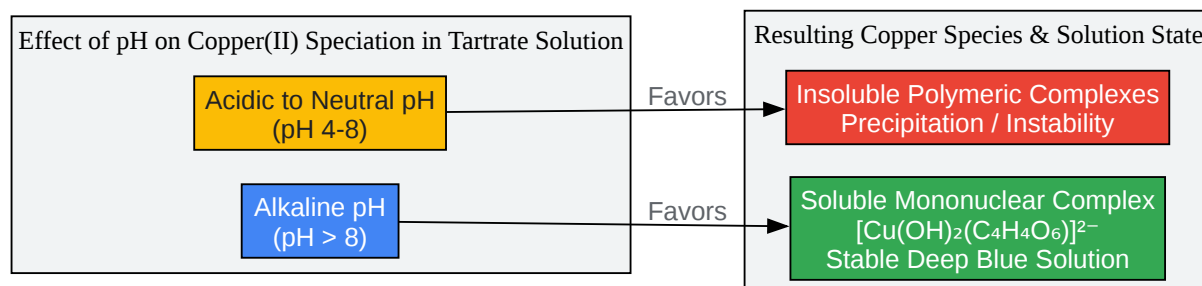 Effect of pH on Copper(II) Speciation in Tartrate Solution
Acidic to Neutral pH
(pH 4-8)
Alkaline pH
(pH > 8)
Favors
Favors
Resulting Copper Species & Solution State
Insoluble Polymeric Complexes
Precipitation / Instability
Soluble Mononuclear Complex
[Cu(OH)₂(C₄H₄O₆)]²⁻
Stable Deep Blue Solution